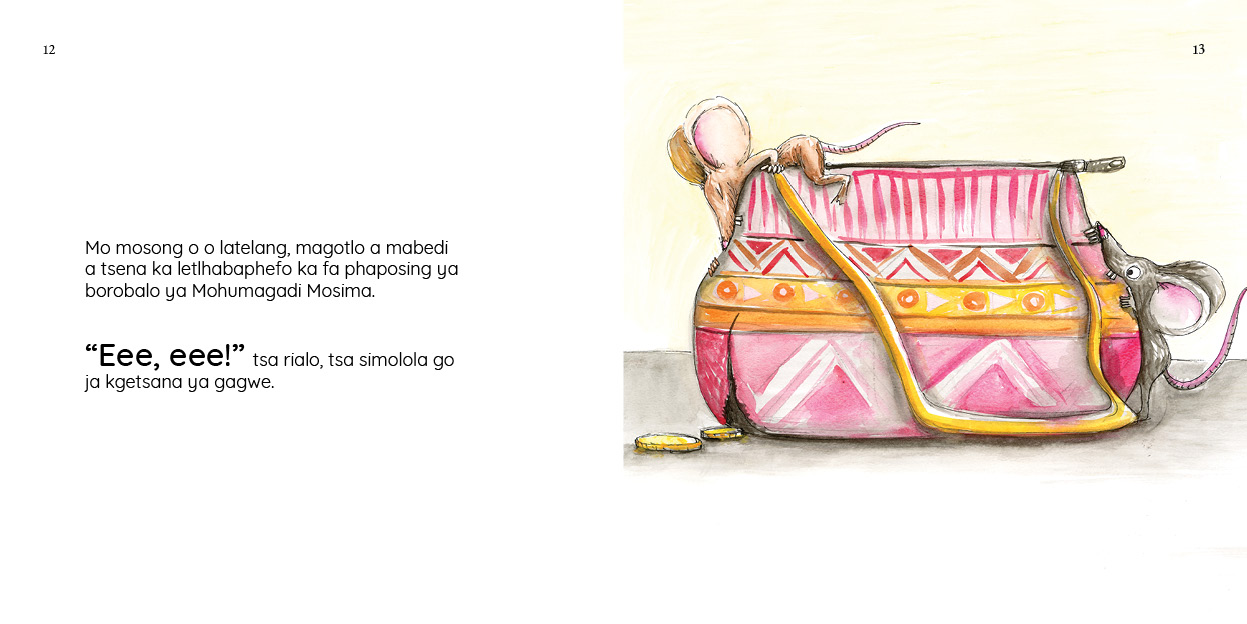 12
Mo mosong o o latelang, magotlo a mabedi
a tsena ka letlhabaphefo ka fa phaposing ya
borobalo ya Mohumagadi Mosima.
“Eee, eee!” tsa rialo, tsa simolola go
ja kgetsana ya gagwe.
13